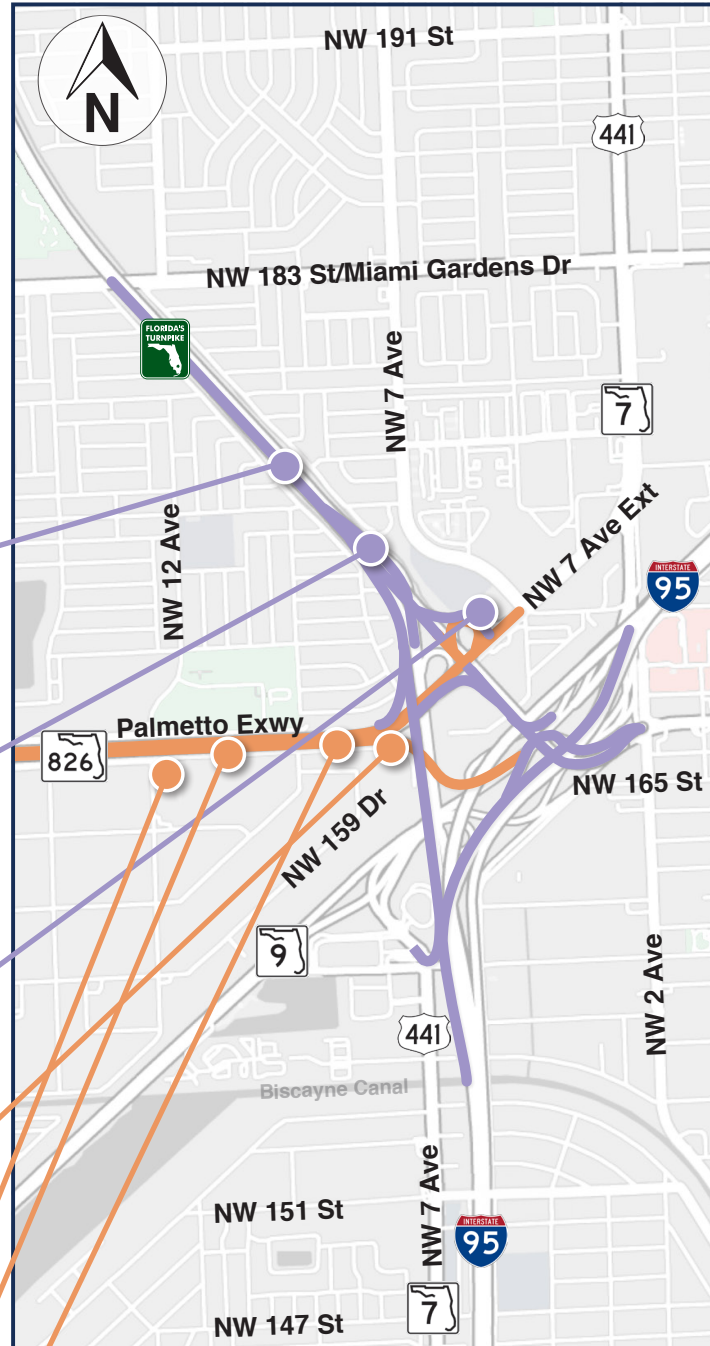 NW 191 St
N
441
NW 183 St/Miami Gardens Dr
FLORIDA'S
TURNPIKE
NW 7 Ave
7
NW 12 Ave
NW 7 Ave Ext
INTERSTATE
95
Palmetto Exwy
826
NW 165 St
NW 159 Dr
9
NW 2 Ave
441
Biscayne Canal
NW 7 Ave
NW 151 St
INTERSTATE
95
7
NW 147 St